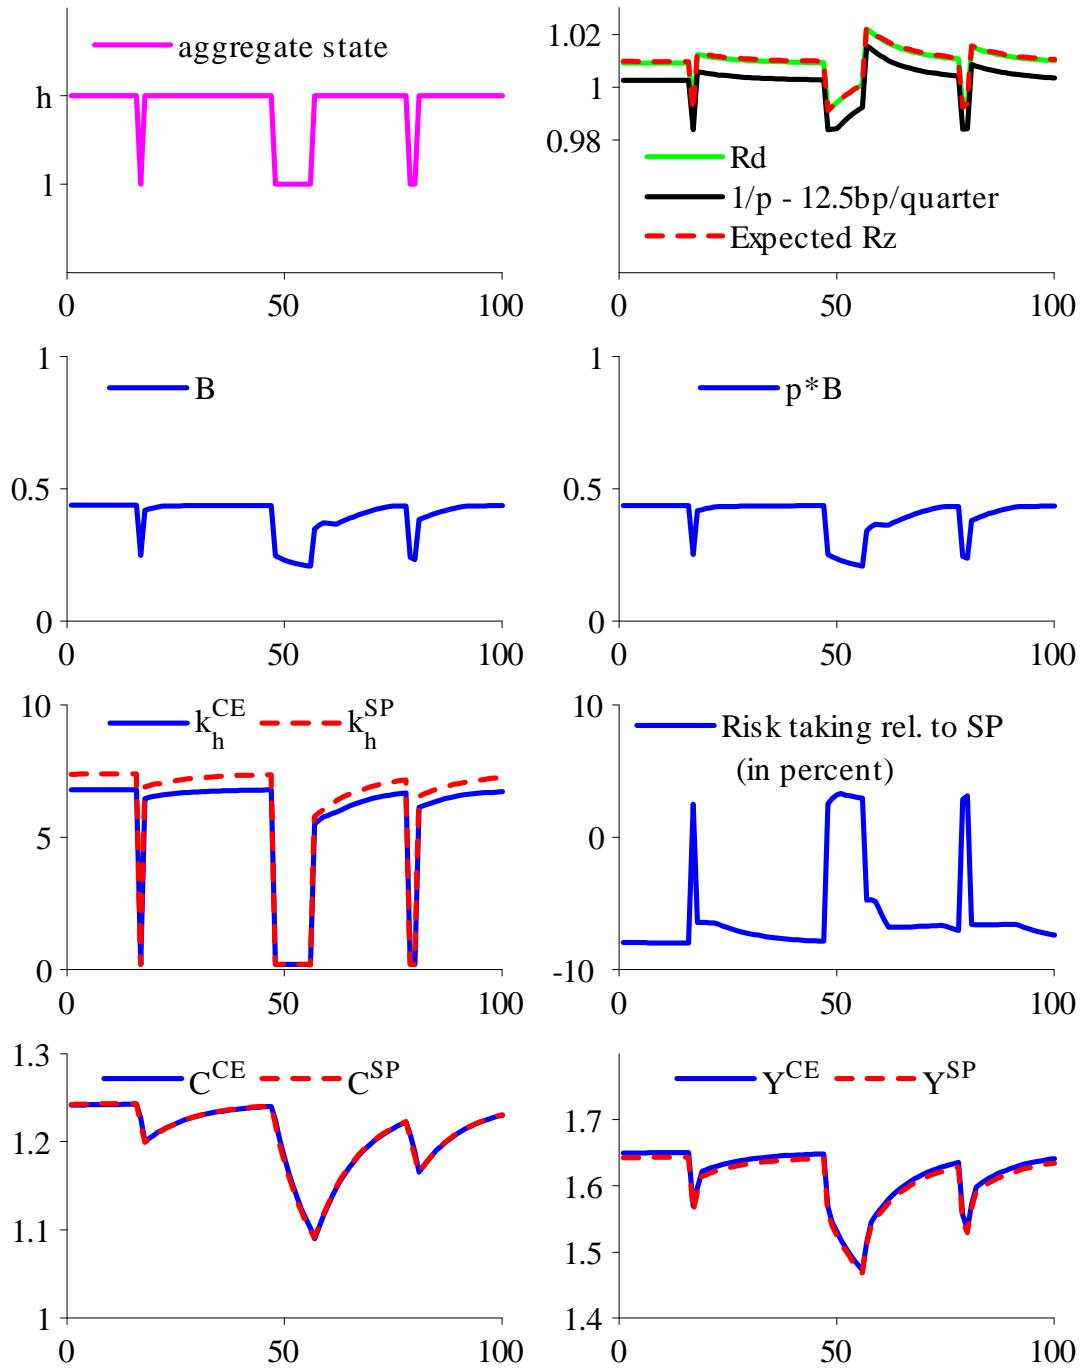 aggregate state
h
l
0 50 100
1.02
1
0.98
Rd
1/p - 12.5bp/quarter
Expected Rz
0 50 100
1
B
0.5
0
0 50 100
1
p*B
0.5
0
0 50 100
10
k_h^CE k_h^SP
5
0
0 50 100
10
Risk taking rel. to SP
(in percent)
0
-10
0 50 100
1.3
C^CE C^SP
1.2
1.1
1
0 50 100
Y^CE Y^SP
1.7
1.6
1.5
1.4
0 50 100